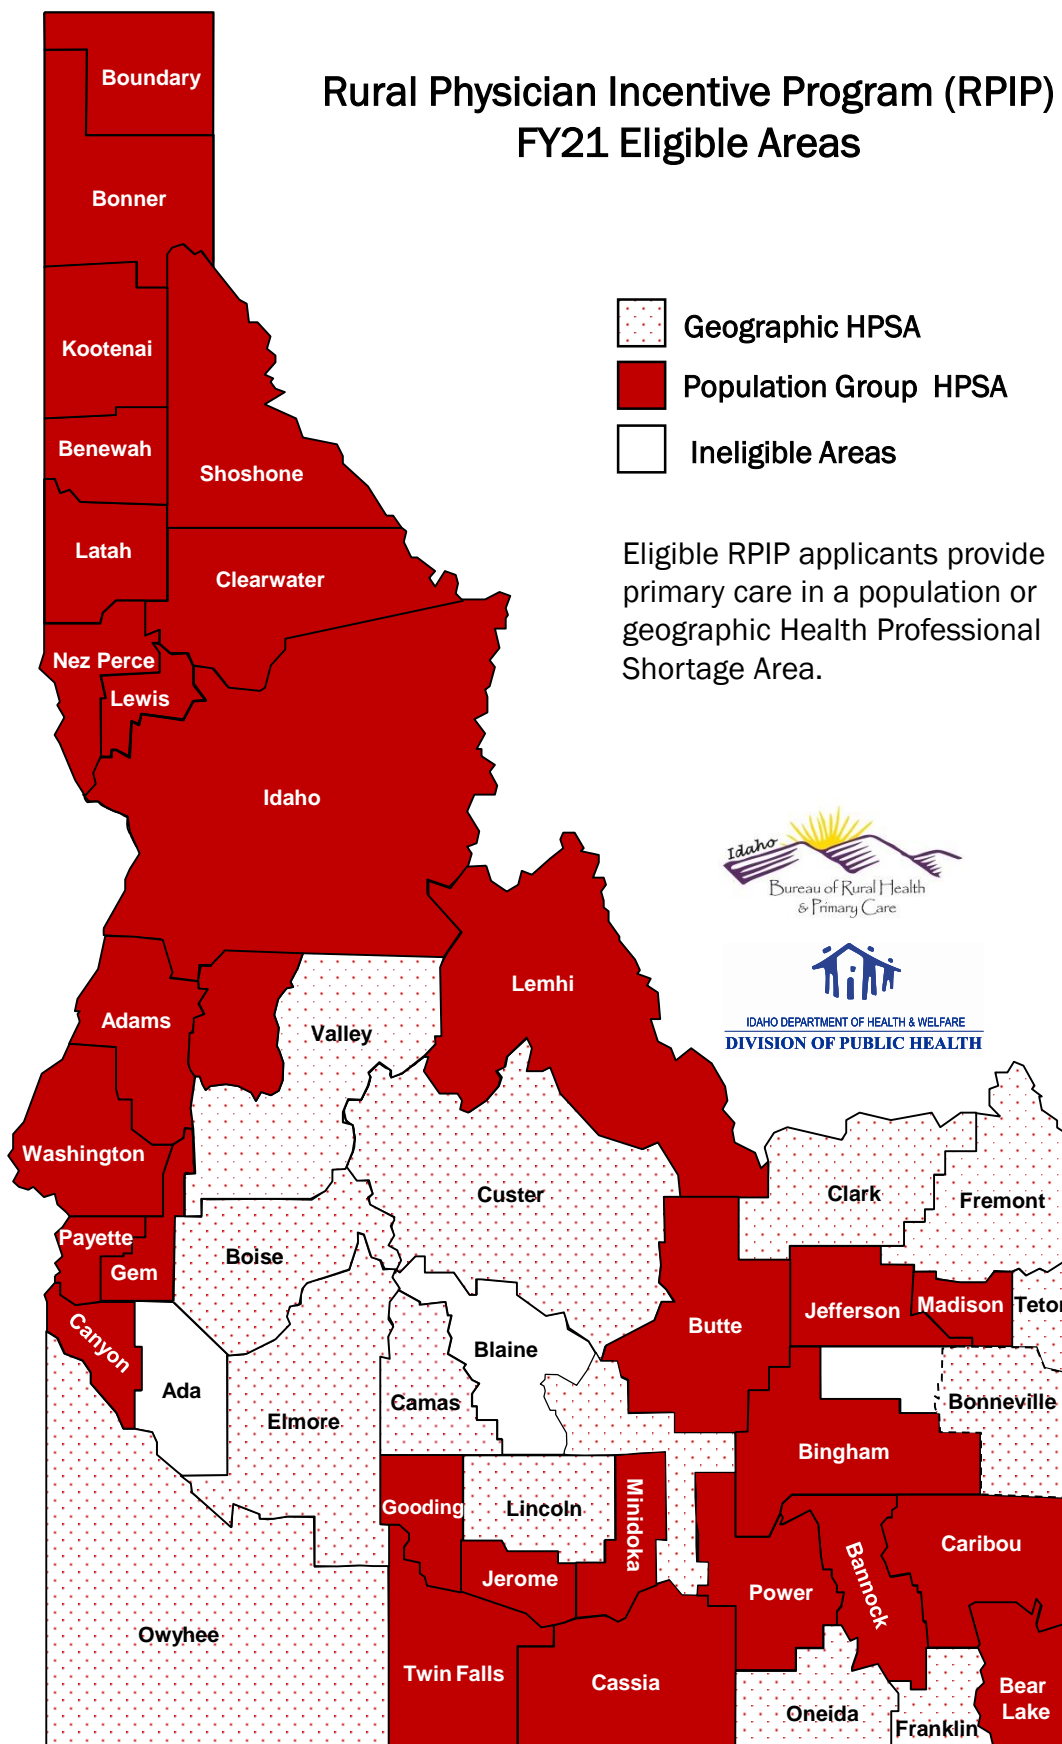 Rural Physician Incentive Program (RPIP)
FY21 Eligible Areas
Geographic HPSA
Population Group HPSA
Ineligible Areas
Eligible RPIP applicants provide
primary care in a population or
geographic Health Professional
Shortage Area.
Idaho
Bureau of Rural Health
& Primary Care
IDAHO DEPARTMENT OF HEALTH & WELFARE
DIVISION OF PUBLIC HEALTH
Boundary
Bonner
Kootenai
Benewah
Shoshone
Latah
Clearwater
Nez Perce
Lewis
Idaho
Lemhi
Adams
Valley
Washington
Custer
Clark
Fremont
Payette
Boise
Gem
Jefferson
Madison
Teton
Canyon
Butte
Blaine
Ada
Camas
Elmore
Bonneville
Bingham
Gooding
Lincoln
Minidoka
Caribou
Jerome
Bannock
Power
Owyhee
Twin Falls
Cassia
Bear
Lake
Oneida
Franklin